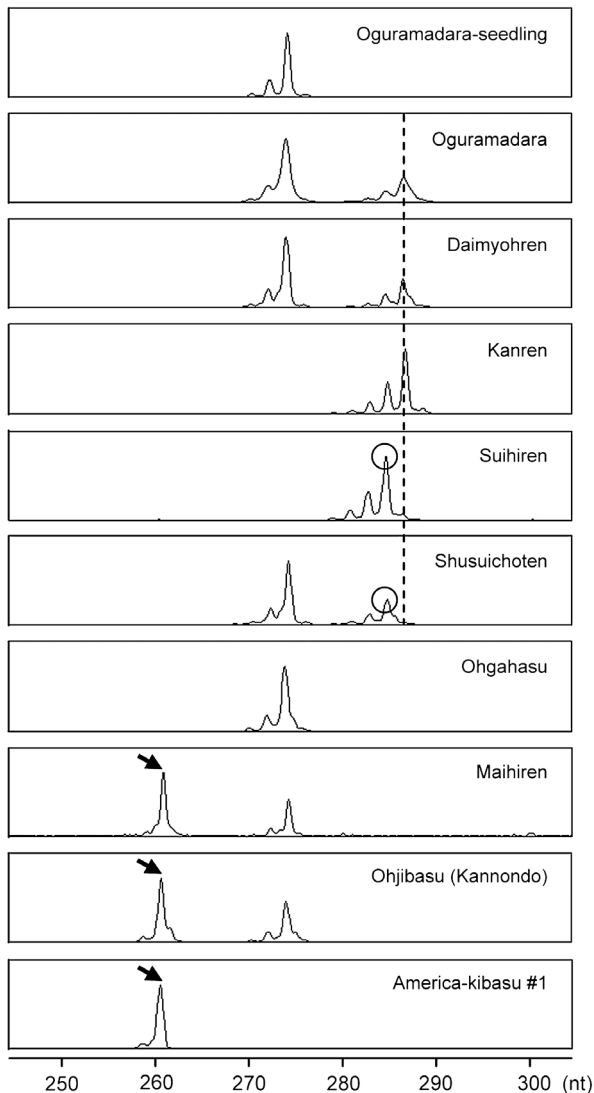 Oguramadara-seedling
Oguramadara
Daimyohren
Kanren
Suihiren
Shusuichoten
Ohgahasu
Maihiren
Ohjibasu (Kannondo)
America-kibasu #1
250 260 270 280 290 300 (nt)